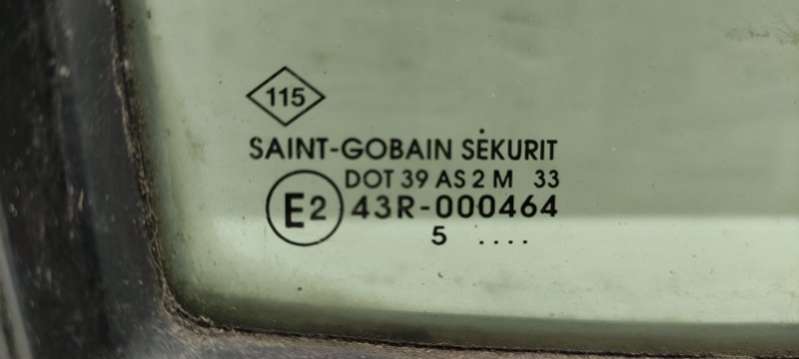 115
SAINT-GOBAIN SEKURIT
DOT 39 AS 2 M 33
E2 43R-000464
5 ....